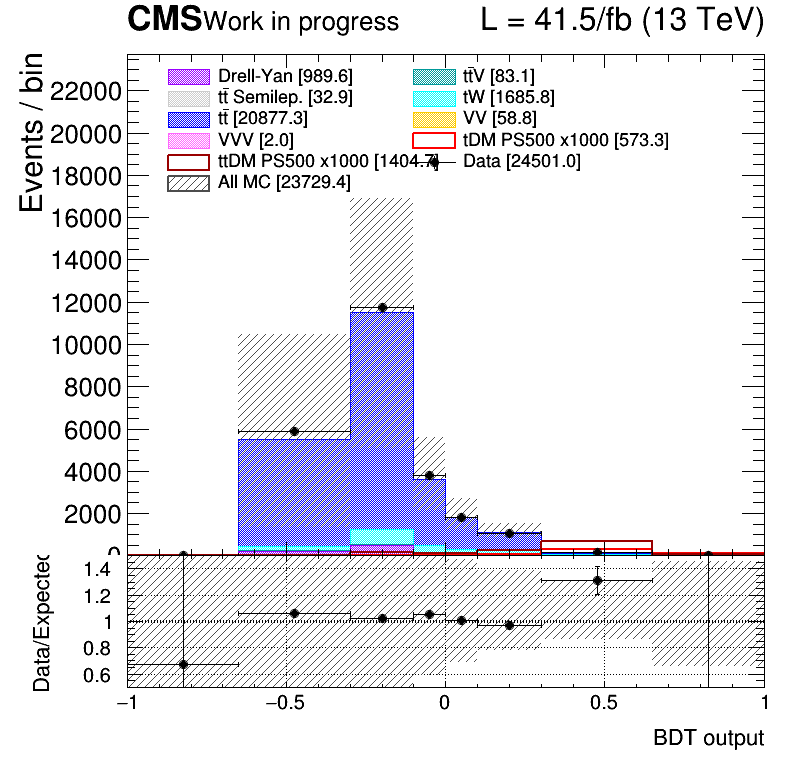 CMS Work in progress L = 41.5/fb (13 TeV)
Events / bin
22000
20000
18000
16000
14000
12000
10000
8000
6000
4000
2000
0
Drell-Yan [989.6]
tt̄ Semilep. [32.9]
tt̄ [20877.3]
VVV [2.0]
ttDM PS500 x1000 [1404.7]
All MC [23729.4]
tt̄V [83.1]
tW [1685.8]
VV [58.8]
tDM PS500 x1000 [573.3]
Data [24501.0]
Data/Expected
1.4
1.2
1
0.8
0.6
−1 −0.5 0 0.5 1
BDT output